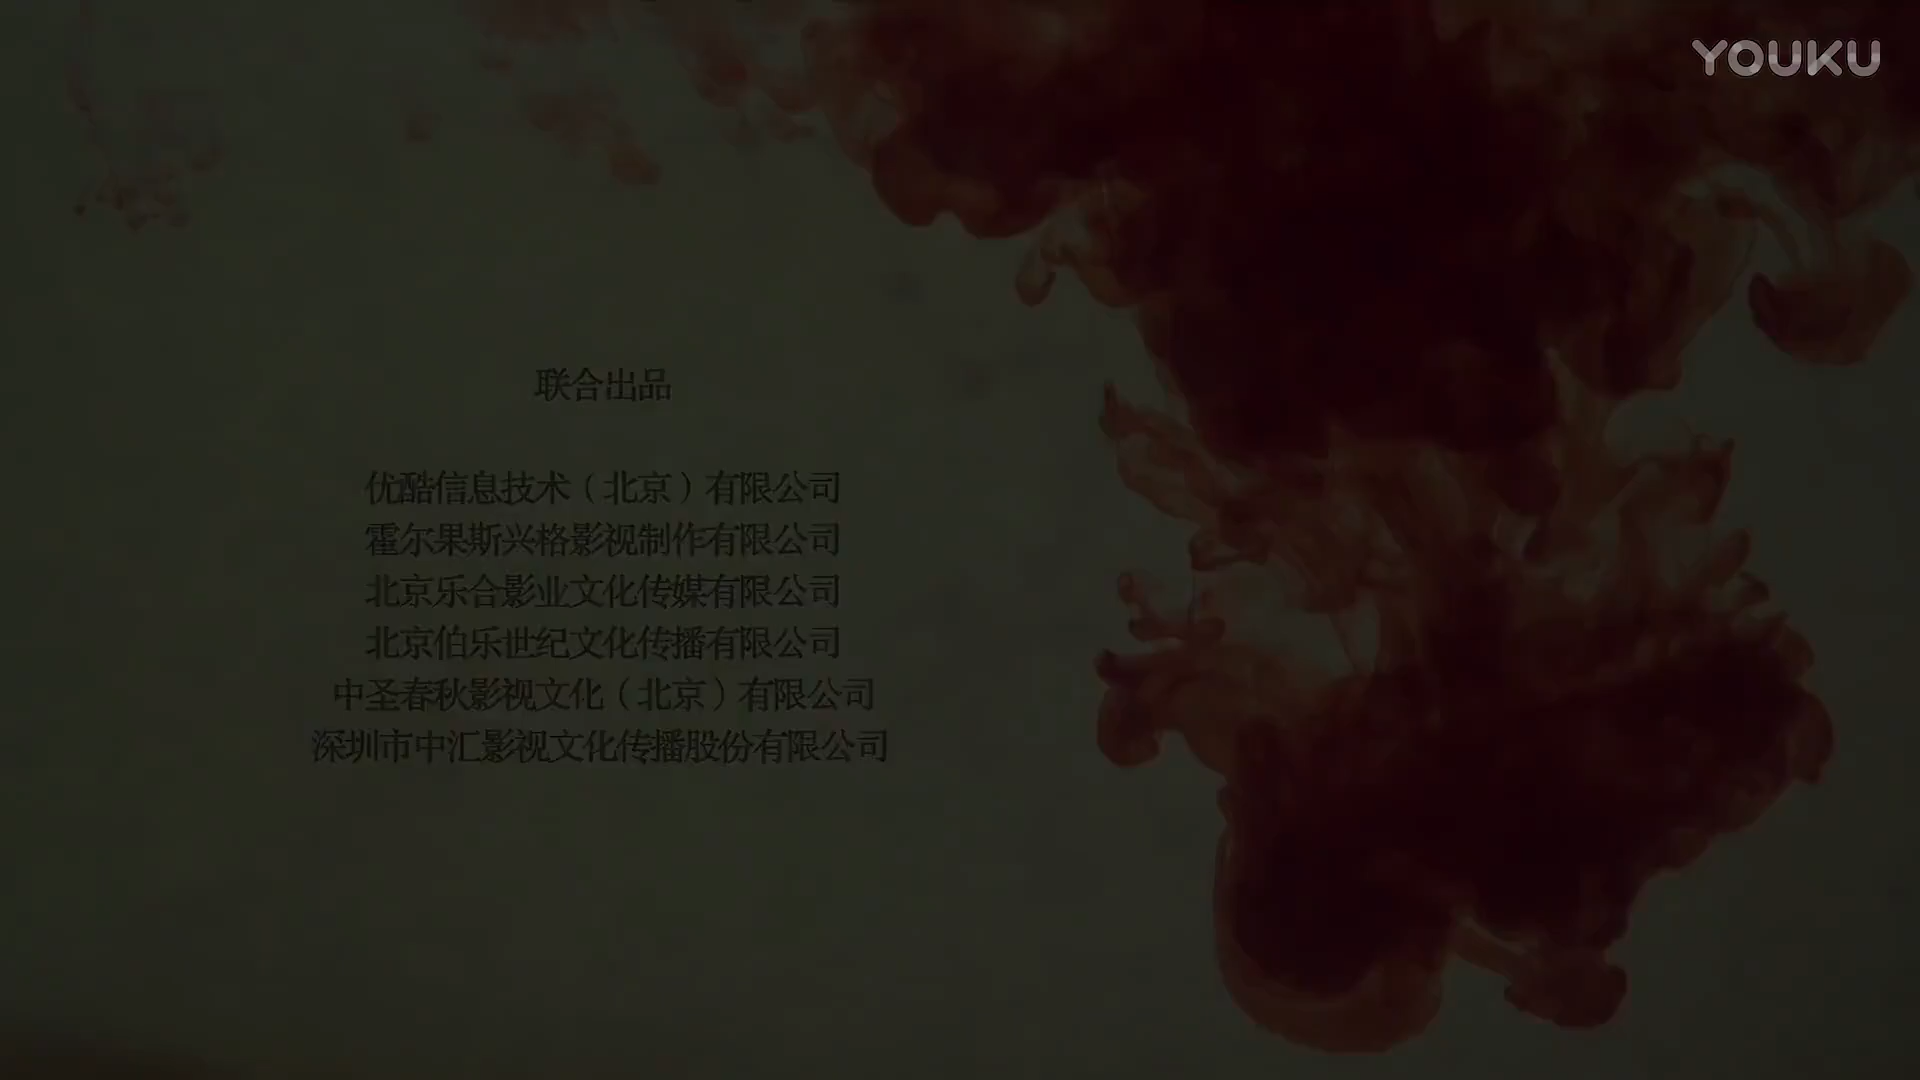 YOUKU
联合出品
优酷信息技术（北京）有限公司
霍尔果斯兴格影视制作有限公司
北京乐合影业文化传媒有限公司
北京伯乐世纪文化传播有限公司
中圣春秋影视文化（北京）有限公司
深圳市中汇影视文化传播股份有限公司